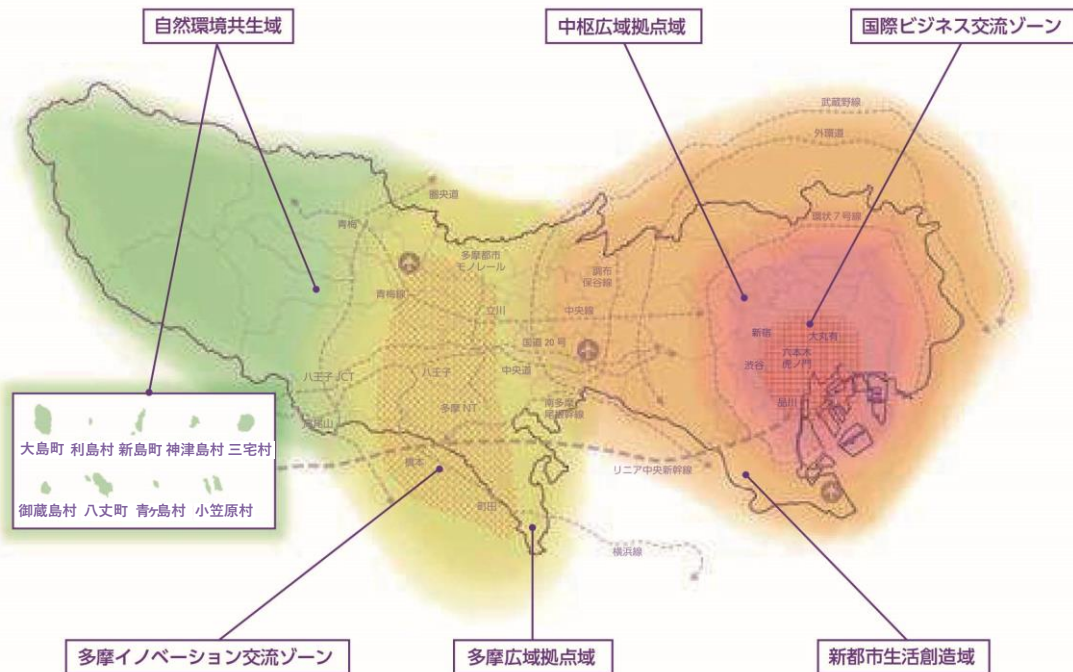 自然環境共生域
中枢広域拠点域
国際ビジネス交流ゾーン
武蔵野線
外環道
圏央道
環状7号線
青梅
多摩都市
モノレール
調布
保谷線
青梅線
立川
中央線
新宿
大丸有
国道20号
六本木
虎ノ門
渋谷
八王子JCT
八王子
中央道
品川
多摩NT
南多摩
尾根幹線
橋本
リニア中央新幹線
町田
横浜線
大島町 利島村 新島町 神津島村 三宅村
御蔵島村 八丈町 青ヶ島村 小笠原村
多摩イノベーション交流ゾーン
多摩広域拠点域
新都市生活創造域